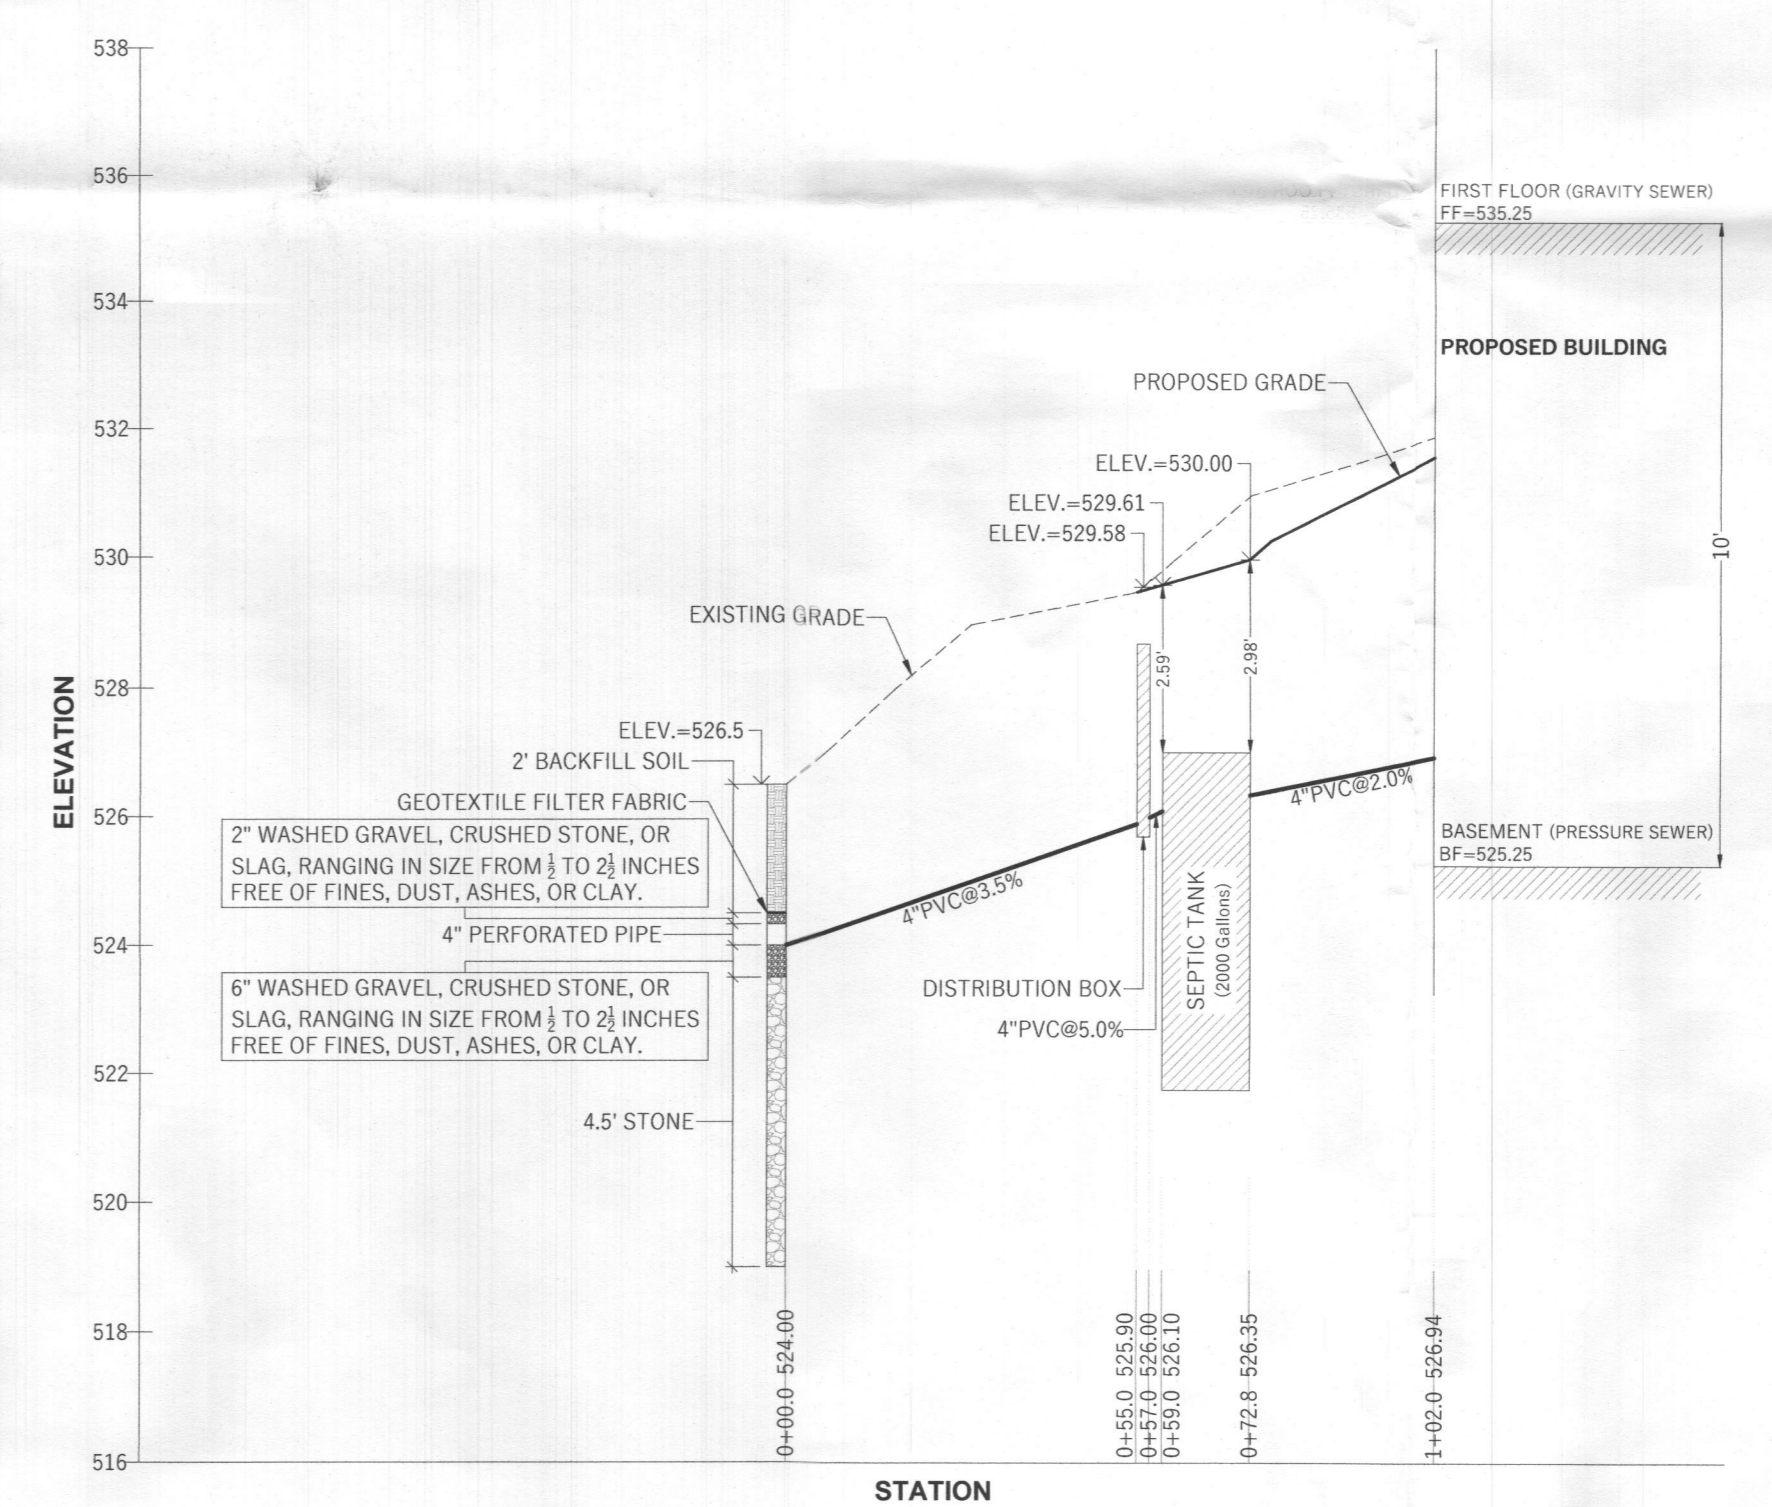 538
536
534
532
530
528
526
524
522
520
518
516
ELEVATION
STATION
FIRST FLOOR (GRAVITY SEWER)
FF=535.25
PROPOSED BUILDING
PROPOSED GRADE
ELEV.=530.00
ELEV.=529.61
ELEV.=529.58
10'
EXISTING GRADE
2.59'
2.98'
ELEV.=526.5
2' BACKFILL SOIL
GEOTEXTILE FILTER FABRIC
2" WASHED GRAVEL, CRUSHED STONE, OR
SLAG, RANGING IN SIZE FROM ½ TO 2½ INCHES
FREE OF FINES, DUST, ASHES, OR CLAY.
4" PERFORATED PIPE
6" WASHED GRAVEL, CRUSHED STONE, OR
SLAG, RANGING IN SIZE FROM ½ TO 2½ INCHES
FREE OF FINES, DUST, ASHES, OR CLAY.
4.5' STONE
4"PVC@3.5%
4"PVC@2.0%
BASEMENT (PRESSURE SEWER)
BF=525.25
SEPTIC TANK
(2000 Gallons)
DISTRIBUTION BOX
4"PVC@5.0%
0+00.0 524.00
0+55.0 525.90
0+57.0 526.00
0+59.0 526.10
0+72.8 526.35
1+02.0 526.94